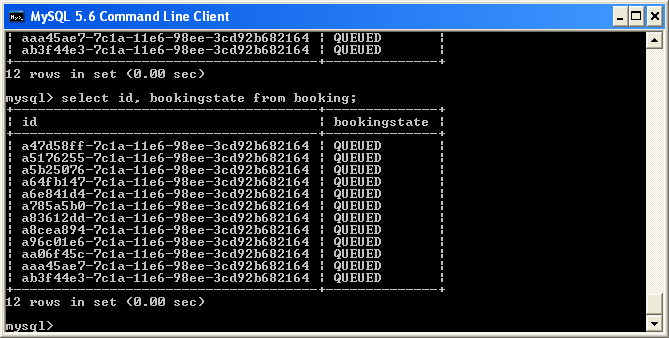 MySQL 5.6 Command Line Client
| aaa45ae7-7c1a-11e6-98ee-3cd92b682164 | QUEUED       |
| ab3f44e3-7c1a-11e6-98ee-3cd92b682164 | QUEUED       |
+--------------------------------------+--------------+
12 rows in set (0.00 sec)
mysql> select id, bookingstate from booking;
+--------------------------------------+--------------+
| id                                   | bookingstate |
+--------------------------------------+--------------+
| a47d58ff-7c1a-11e6-98ee-3cd92b682164 | QUEUED       |
| a5176255-7c1a-11e6-98ee-3cd92b682164 | QUEUED       |
| a5b25076-7c1a-11e6-98ee-3cd92b682164 | QUEUED       |
| a64fb147-7c1a-11e6-98ee-3cd92b682164 | QUEUED       |
| a6e841d4-7c1a-11e6-98ee-3cd92b682164 | QUEUED       |
| a785a5b0-7c1a-11e6-98ee-3cd92b682164 | QUEUED       |
| a83612dd-7c1a-11e6-98ee-3cd92b682164 | QUEUED       |
| a8cea894-7c1a-11e6-98ee-3cd92b682164 | QUEUED       |
| a96c01e6-7c1a-11e6-98ee-3cd92b682164 | QUEUED       |
| aa06f45c-7c1a-11e6-98ee-3cd92b682164 | QUEUED       |
| aaa45ae7-7c1a-11e6-98ee-3cd92b682164 | QUEUED       |
| ab3f44e3-7c1a-11e6-98ee-3cd92b682164 | QUEUED       |
+--------------------------------------+--------------+
12 rows in set (0.00 sec)
mysql>